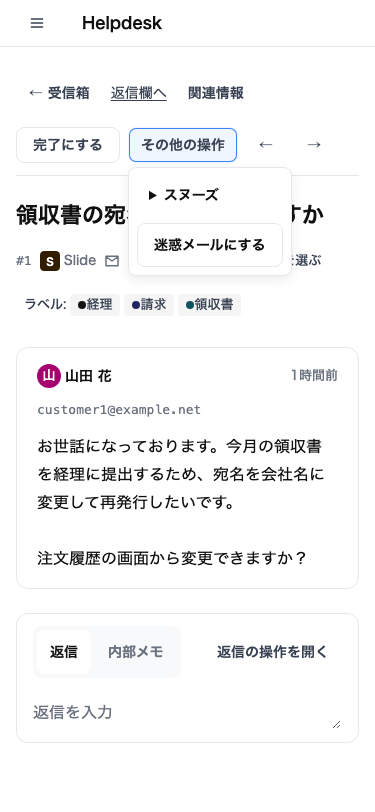 Helpdesk
← 受信箱 返信欄へ 関連情報
完了にする その他の操作 ← →
▶ スヌーズ
領収書の宛 すか
迷惑メールにする
#1 S Slide 選ぶ
ラベル: 経理 請求 領収書
山 山田 花 1時間前
customer1@example.net
お世話になっております。今月の領収書
を経理に提出するため、宛名を会社名に
変更して再発行したいです。
注文履歴の画面から変更できますか？
返信 内部メモ 返信の操作を開く
返信を入力